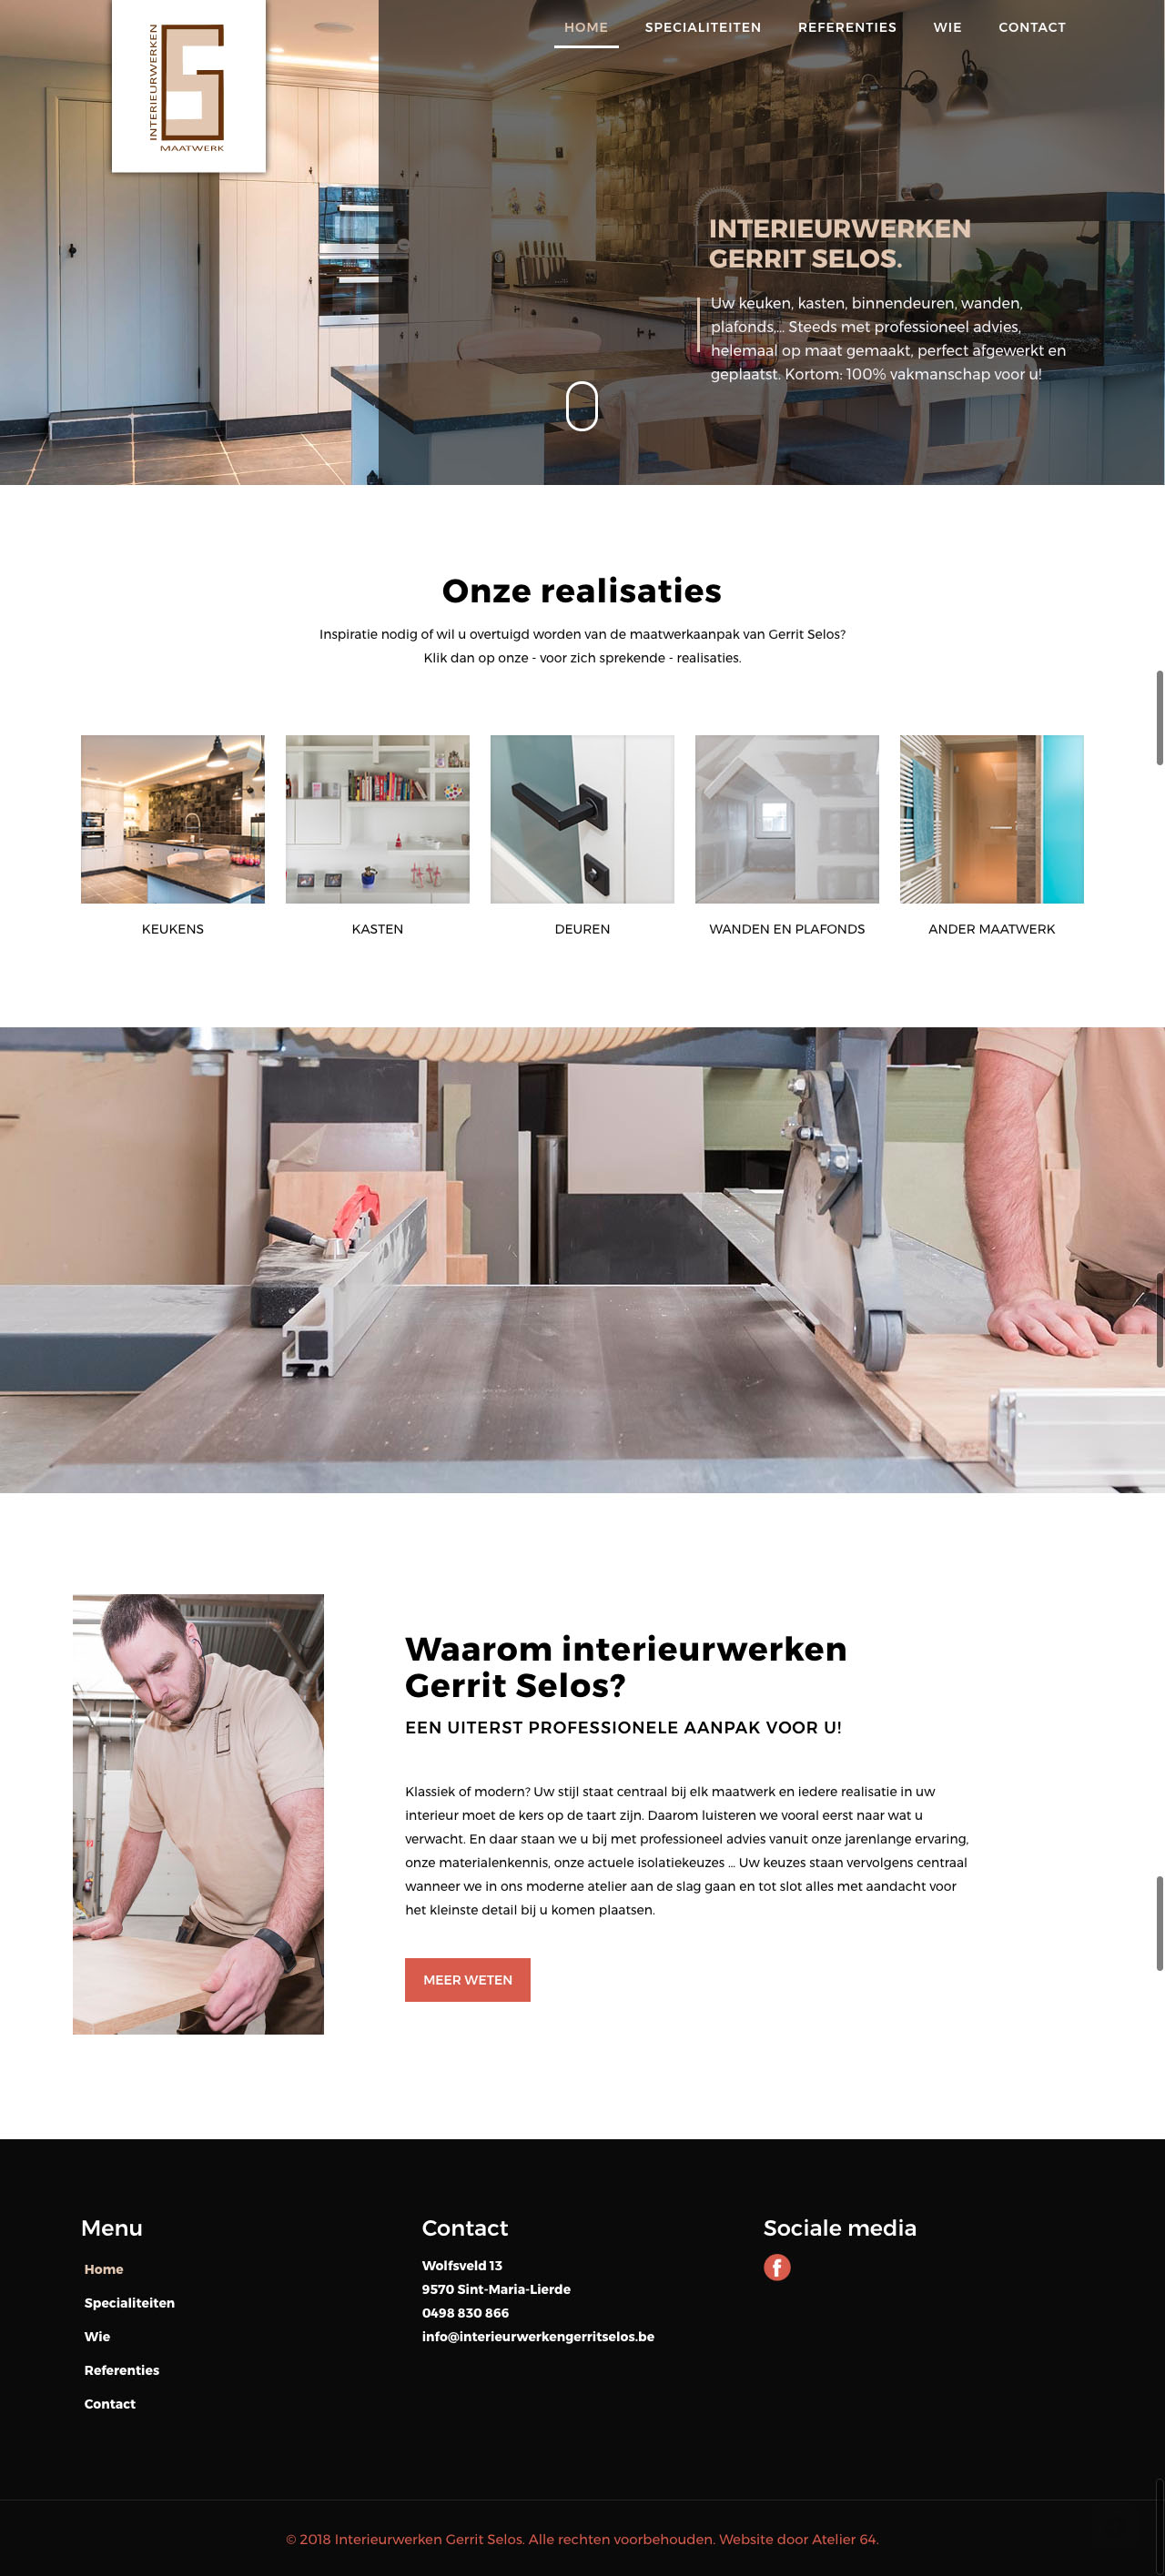 INTERIEURWERKEN
MAATWERK
HOME SPECIALITEITEN REFERENTIES WIE CONTACT
INTERIEURWERKEN
GERRIT SELOS.
Uw keuken, kasten, binnendeuren, wanden,
plafonds,... Steeds met professioneel advies,
helemaal op maat gemaakt, perfect afgewerkt en
geplaatst. Kortom: 100% vakmanschap voor u!
Onze realisaties
Inspiratie nodig of wil u overtuigd worden van de maatwerkaanpak van Gerrit Selos?
Klik dan op onze - voor zich sprekende - realisaties.
KEUKENS
KASTEN
DEUREN
WANDEN EN PLAFONDS
ANDER MAATWERK
Waarom interieurwerken
Gerrit Selos?
EEN UITERST PROFESSIONELE AANPAK VOOR U!
Klassiek of modern? Uw stijl staat centraal bij elk maatwerk en iedere realisatie in uw
interieur moet de kers op de taart zijn. Daarom luisteren we vooral eerst naar wat u
verwacht. En daar staan we u bij met professioneel advies vanuit onze jarenlange ervaring,
onze materialenkennis, onze actuele isolatiekeuzes ... Uw keuzes staan vervolgens centraal
wanneer we in ons moderne atelier aan de slag gaan en tot slot alles met aandacht voor
het kleinste detail bij u komen plaatsen.
MEER WETEN
Menu
Home
Specialiteiten
Wie
Referenties
Contact
Contact
Wolfsveld 13
9570 Sint-Maria-Lierde
0498 830 866
info@interieurwerkengerritselos.be
Sociale media
© 2018 Interieurwerken Gerrit Selos. Alle rechten voorbehouden. Website door Atelier 64.